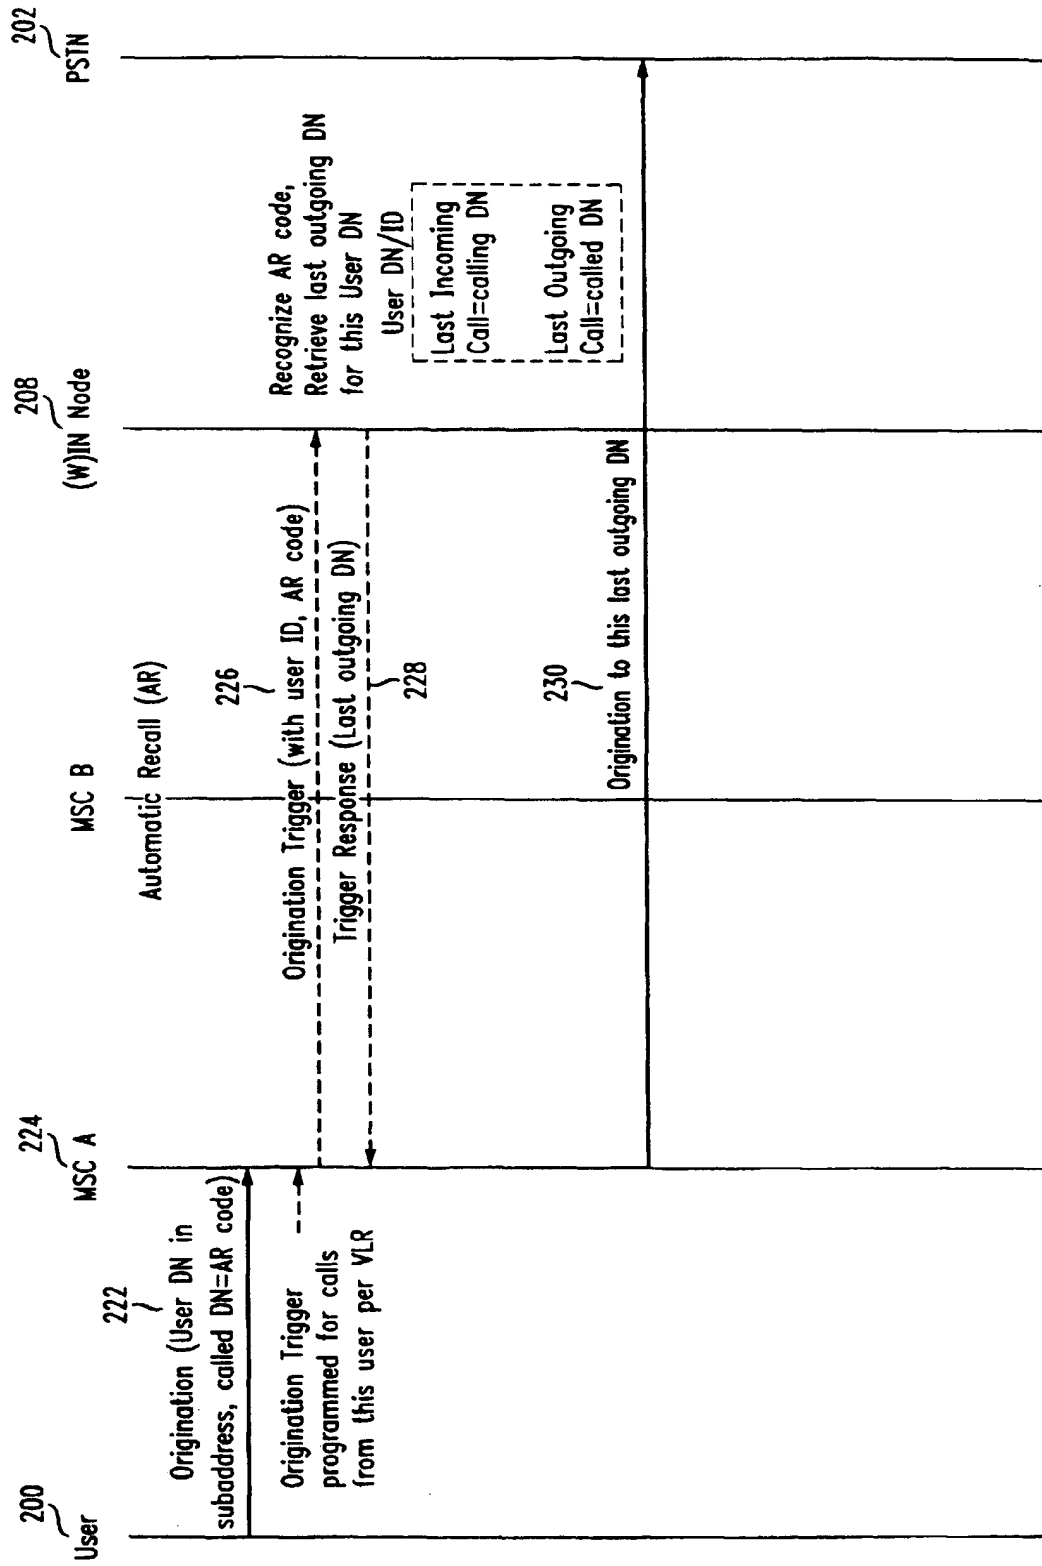 200
User
224
MSC A
MSC B
208
(W)IN Node
202
PSTN
Automatic Recall (AR)
222
Origination (User DN in
subaddress, called DN=AR code)
Origination Trigger
programmed for calls
from this user per VLR
226
Origination Trigger (with user ID, AR code)
Trigger Response (Last outgoing DN)
228
Recognize AR code,
Retrieve last outgoing DN
for this User DN
User DN/ID
Last Incoming
Call=calling DN
Last Outgoing
Call=called DN
230
Origination to this last outgoing DN